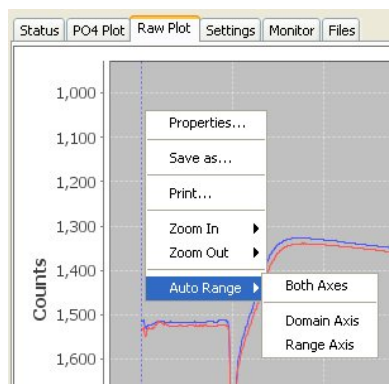 Status PO4 Plot Raw Plot Settings Monitor Files
1,000
1,100
1,200
1,300
1,400
1,500
1,600
Counts
Properties...
Save as...
Print...
Zoom In
Zoom Out
Auto Range
Both Axes
Domain Axis
Range Axis